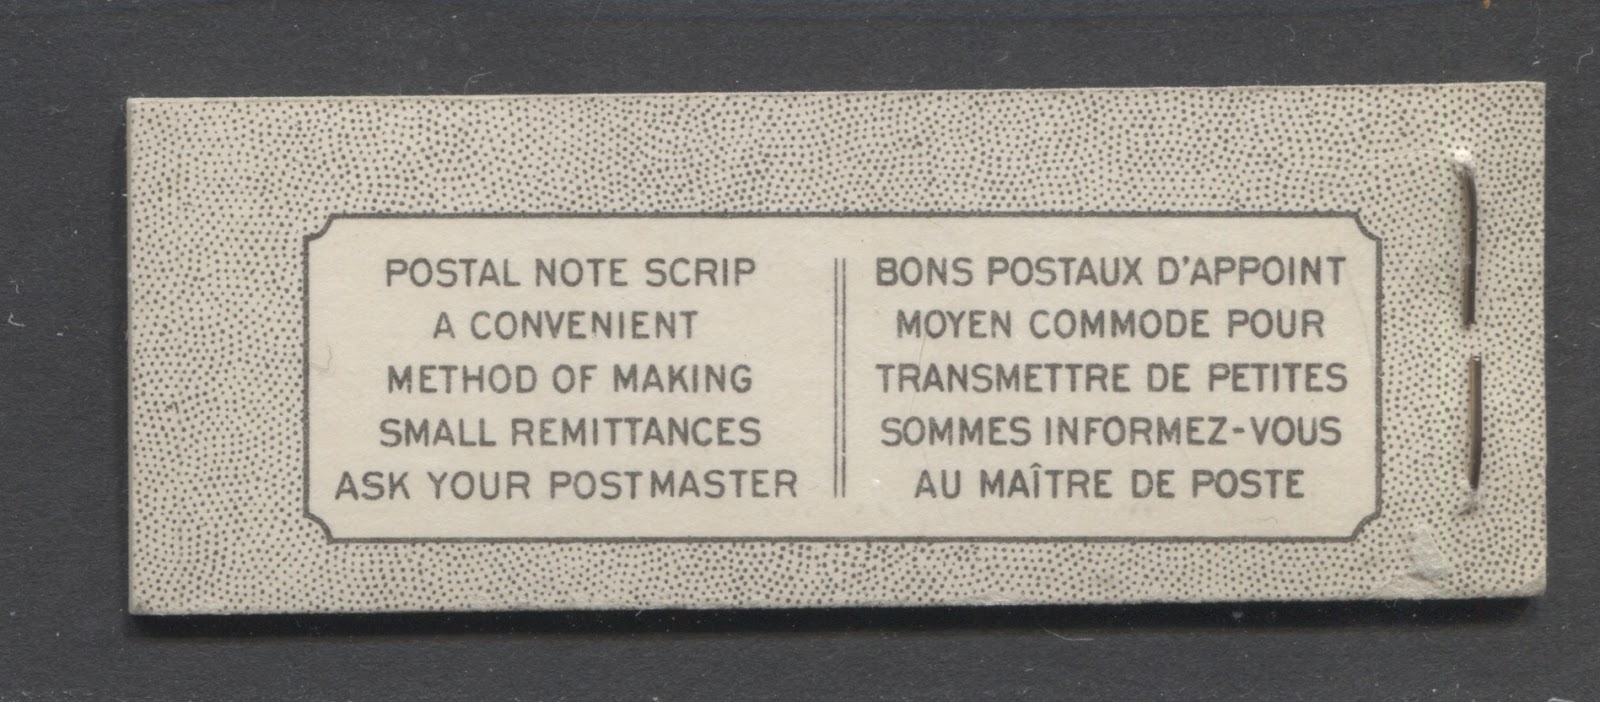 POSTAL NOTE SCRIP
A CONVENIENT
METHOD OF MAKING
SMALL REMITTANCES
ASK YOUR POSTMASTER
BONS POSTAUX D'APPOINT
MOYEN COMMODE POUR
TRANSMETTRE DE PETITES
SOMMES INFORMEZ-VOUS
AU MAÎTRE DE POSTE